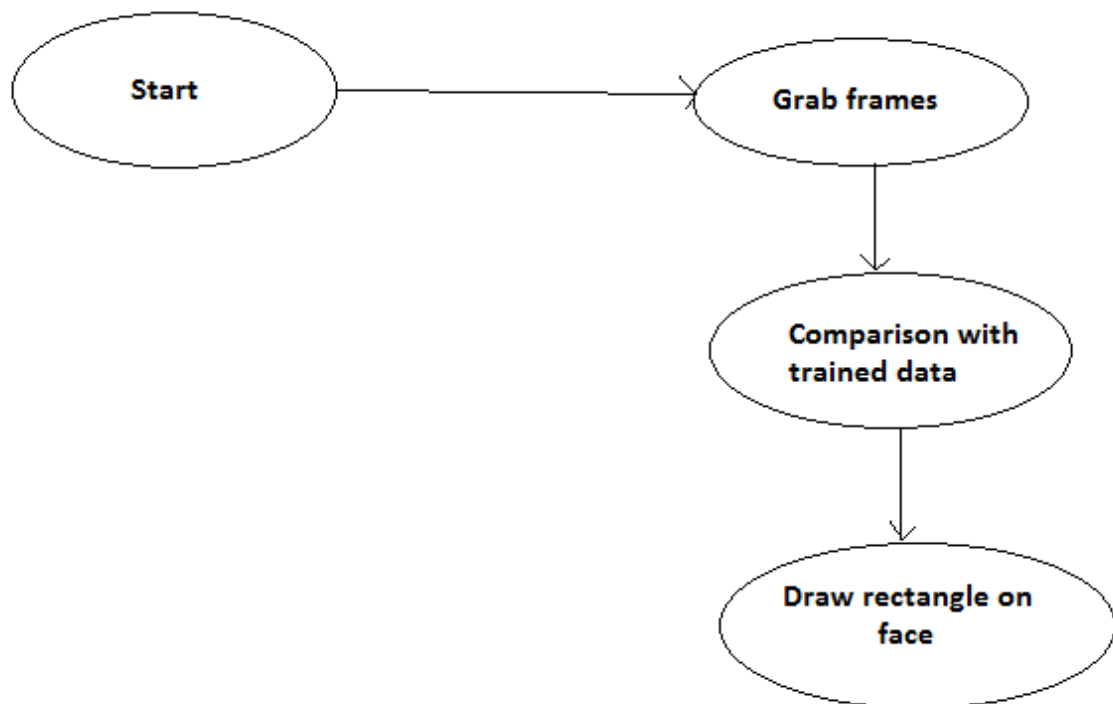 Start
Grab frames
Comparison with
trained data
Draw rectangle on
face